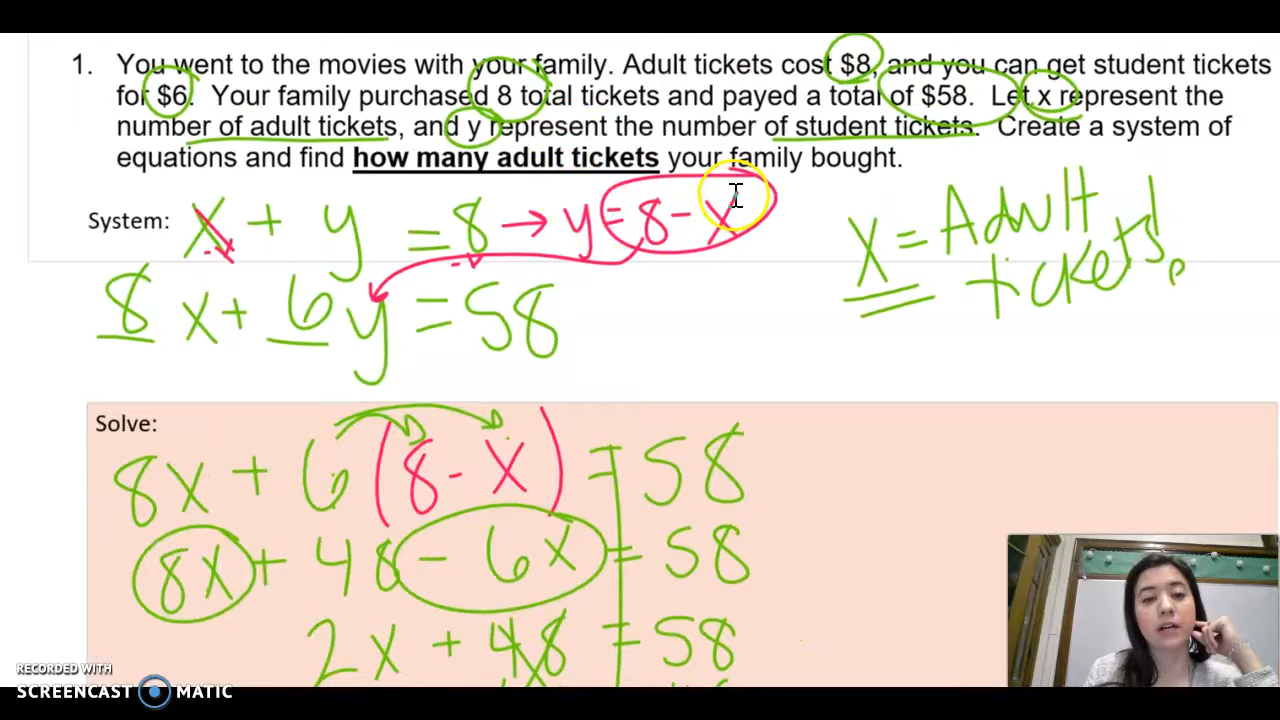 1. You went to the movies with your family. Adult tickets cost $8, and you can get student tickets
for $6. Your family purchased 8 total tickets and payed a total of $58. Let x represent the
number of adult tickets, and y represent the number of student tickets. Create a system of
equations and find how many adult tickets your family bought.
System: x + y = 8 → y = 8 - x
8x + 6y = 58
x = Adult
tickets!
Solve:
8x + 6(8 - x) = 58
8x + 48 - 6x = 58
2x + 48 = 58
RECORDED WITH
SCREENCAST MATIC